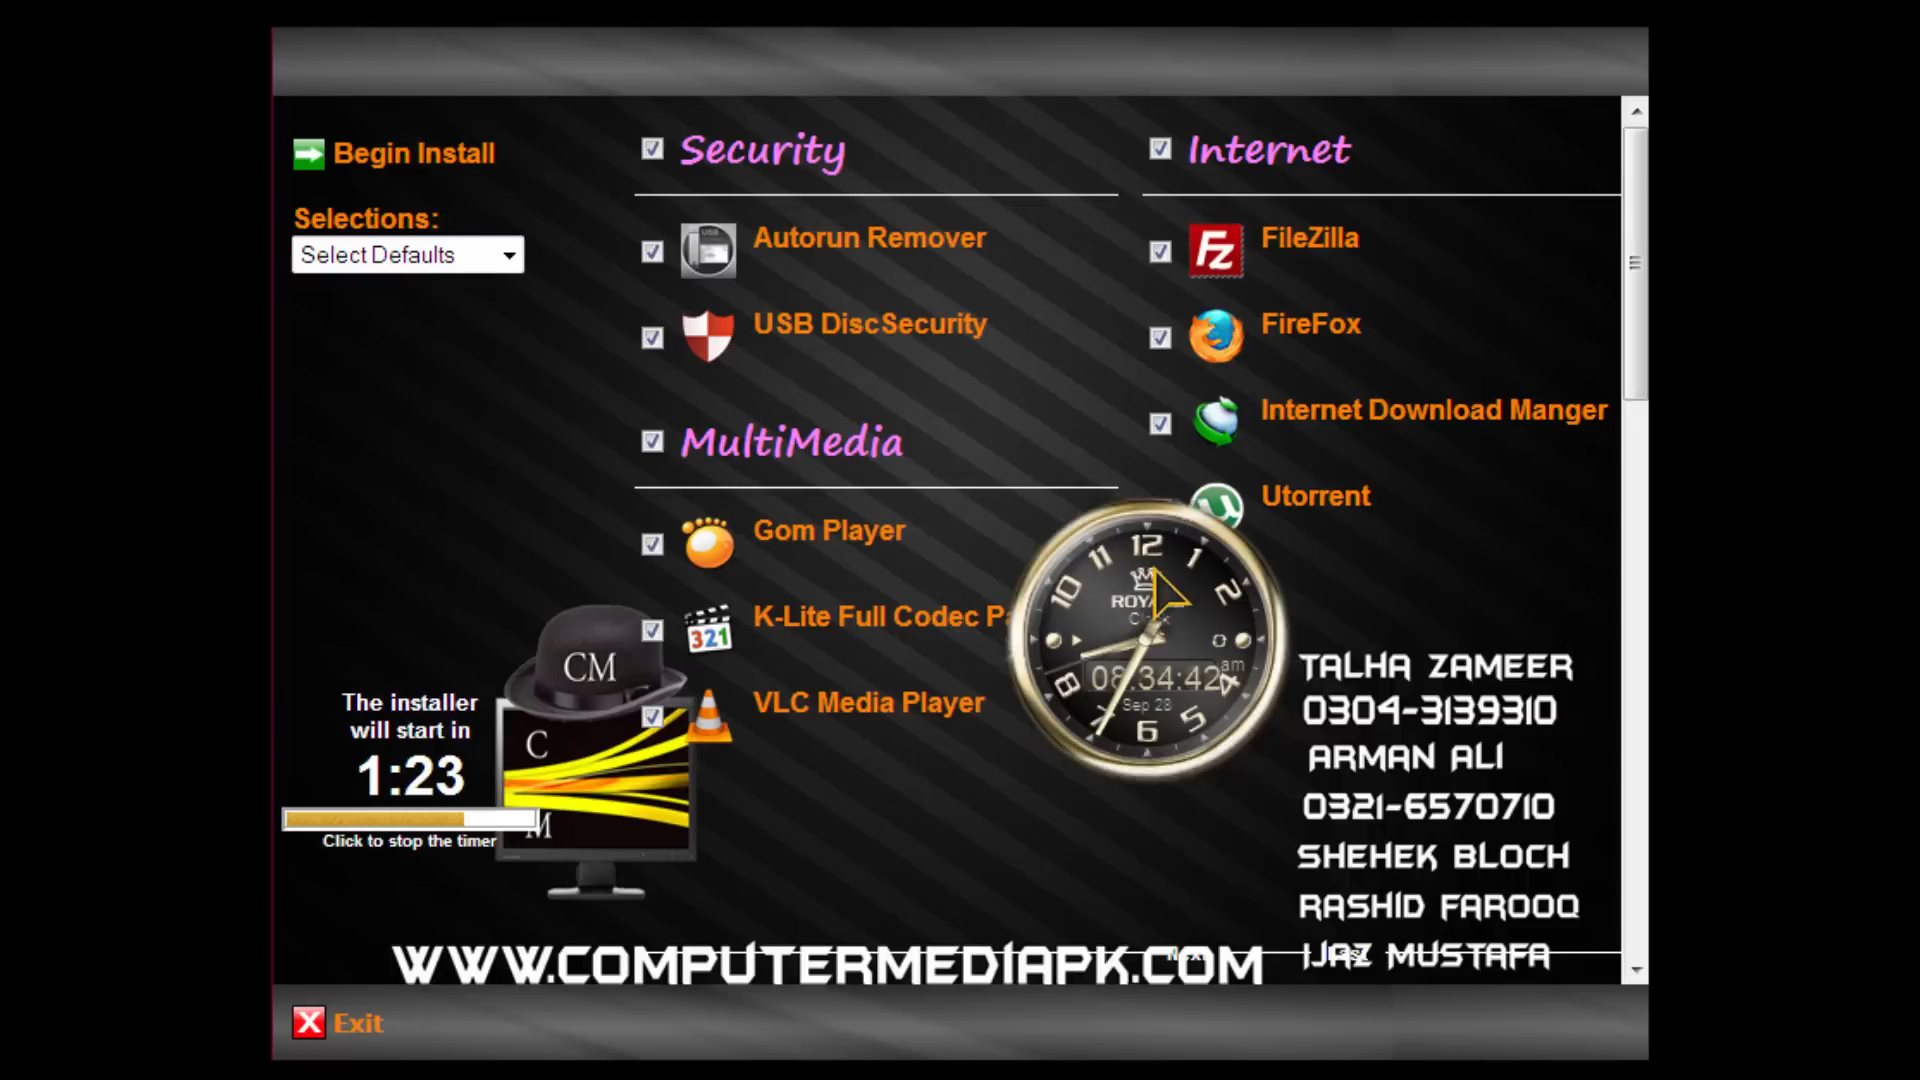 Begin Install
Selections:
Select Defaults
Security
Autorun Remover
USB DiscSecurity
MultiMedia
Gom Player
K-Lite Full Codec
VLC Media Player
Internet
FileZilla
FireFox
Internet Download Manger
Utorrent
CM
C
M
The installer
will start in
1:23
Click to stop the timer
12
1
2
4
5
6
8
10
11
am
08:34:42
Sep 28
TALHA ZAMEER
0304-3139310
ARMAN ALI
0321-6570710
SHEHEK BLOCH
RASHID FAROOQ
IJAZ MUSTAFA
WWW.COMPUTERMEDIAPK.COM
Exit